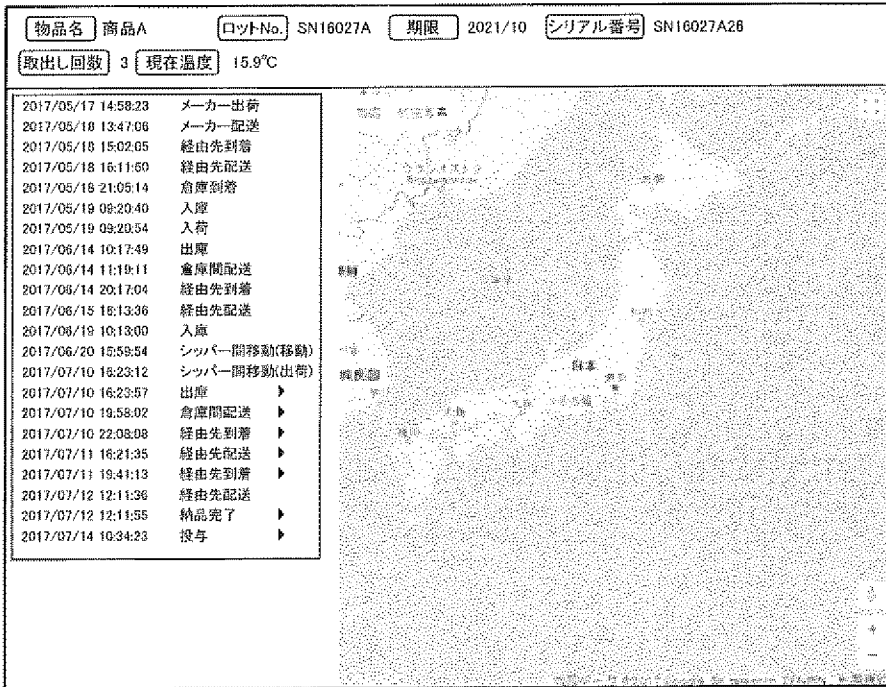 物品名 商品A ロットNo. SN16027A 期限 2021/10 シリアル番号 SN16027A26
取出し回数 3 現在温度 15.9℃
2017/05/17 14:58:23 メーカー出荷
2017/05/18 13:47:06 メーカー配送
2017/05/18 15:02:05 経由先到着
2017/05/18 16:11:50 経由先配送
2017/05/18 21:05:14 倉庫到着
2017/05/19 09:20:40 入庫
2017/05/19 09:20:54 入荷
2017/06/14 10:17:49 出庫
2017/06/14 11:19:11 倉庫間配送
2017/06/14 20:17:04 経由先到着
2017/06/15 16:13:36 経由先配送
2017/06/19 10:13:00 入庫
2017/06/20 15:59:54 シッパー間移動(移動)
2017/07/10 16:23:12 シッパー間移動(出荷)
2017/07/10 16:23:57 出庫
2017/07/10 19:58:02 倉庫間配送
2017/07/10 22:08:08 経由先到着
2017/07/11 16:21:35 経由先配送
2017/07/11 19:41:13 経由先到着
2017/07/12 12:11:36 経由先配送
2017/07/12 12:11:55 納品完了
2017/07/14 10:34:23 投与
日本